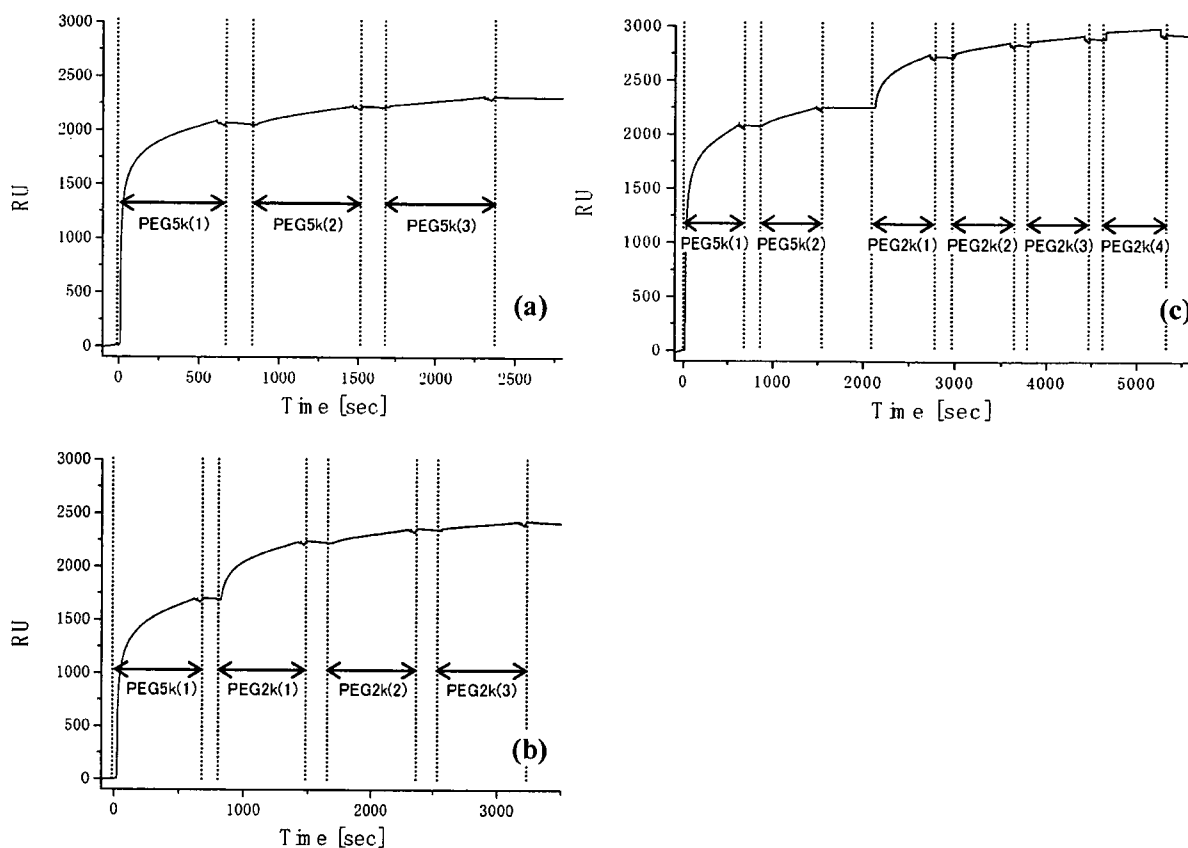 3000
2500
2000
1500
1000
500
0
RU
PEG5k(1)
PEG5k(2)
PEG5k(3)
(a)
0
500
1000
1500
2000
2500
Time [sec]
3000
2500
2000
1500
1000
500
0
RU
PEG5k(1)
PEG5k(2)
PEG2k(1)
PEG2k(2)
PEG2k(3)
PEG2k(4)
(c)
0
1000
2000
3000
4000
5000
Time [sec]
3000
2500
2000
1500
1000
500
0
RU
PEG5k(1)
PEG2k(1)
PEG2k(2)
PEG2k(3)
(b)
0
1000
2000
3000
Time [sec]